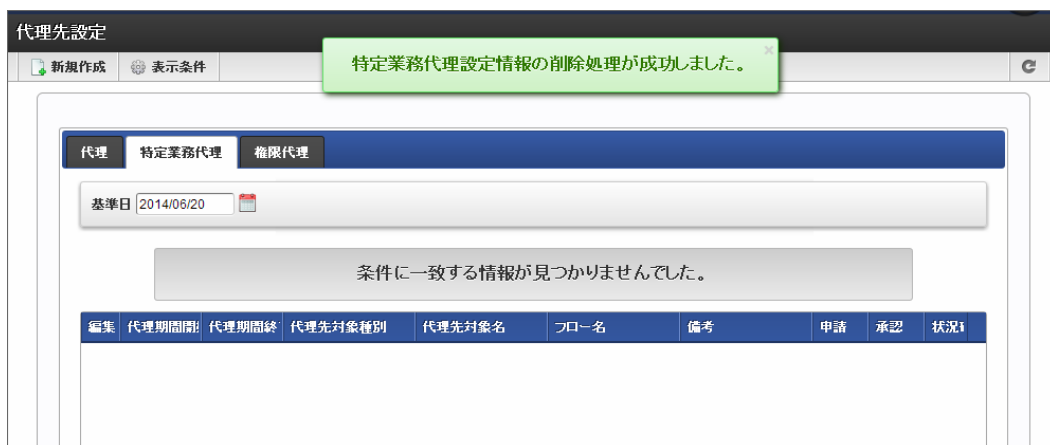 代理先設定
新規作成 表示条件
特定業務代理設定情報の削除処理が成功しました。 ×
代理 特定業務代理 権限代理
基準日 2014/06/20
条件に一致する情報が見つかりませんでした。
編集 代理期間開 代理期間終 代理先対象種別 代理先対象名 フロー名 備考 申請 承認 状況